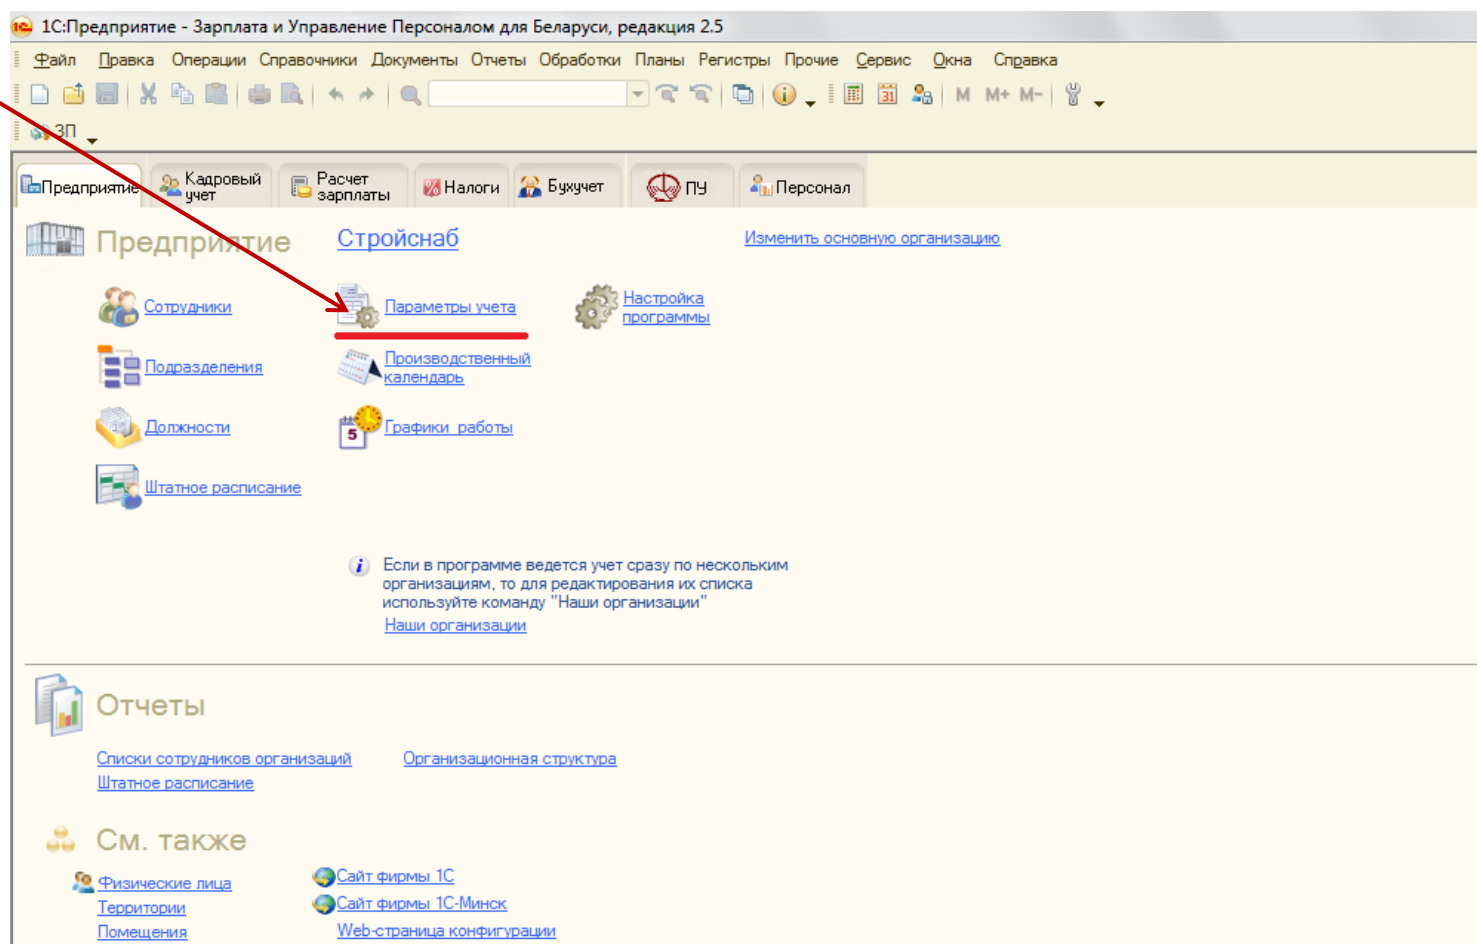 1С:Предприятие - Зарплата и Управление Персоналом для Беларуси, редакция 2.5
Файл Правка Операции Справочники Документы Отчеты Обработки Планы Регистры Прочие Сервис Окна Справка
31 M M+ M-
ЗП
Предприятие Кадровый учет Расчет зарплаты Налоги Бухучет ПУ Персонал
Предприятие Стройснаб Изменить основную организацию
Сотрудники Параметры учета Настройка программы
Подразделения Производственный календарь
Должности 5 Графики работы
Штатное расписание
Если в программе ведется учет сразу по нескольким
организациям, то для редактирования их списка
используйте команду "Наши организации"
Наши организации
Отчеты
Списки сотрудников организаций Организационная структура
Штатное расписание
См. также
Физические лица Сайт фирмы 1С
Территории Сайт фирмы 1С-Минск
Помещения Web-страница конфигурации